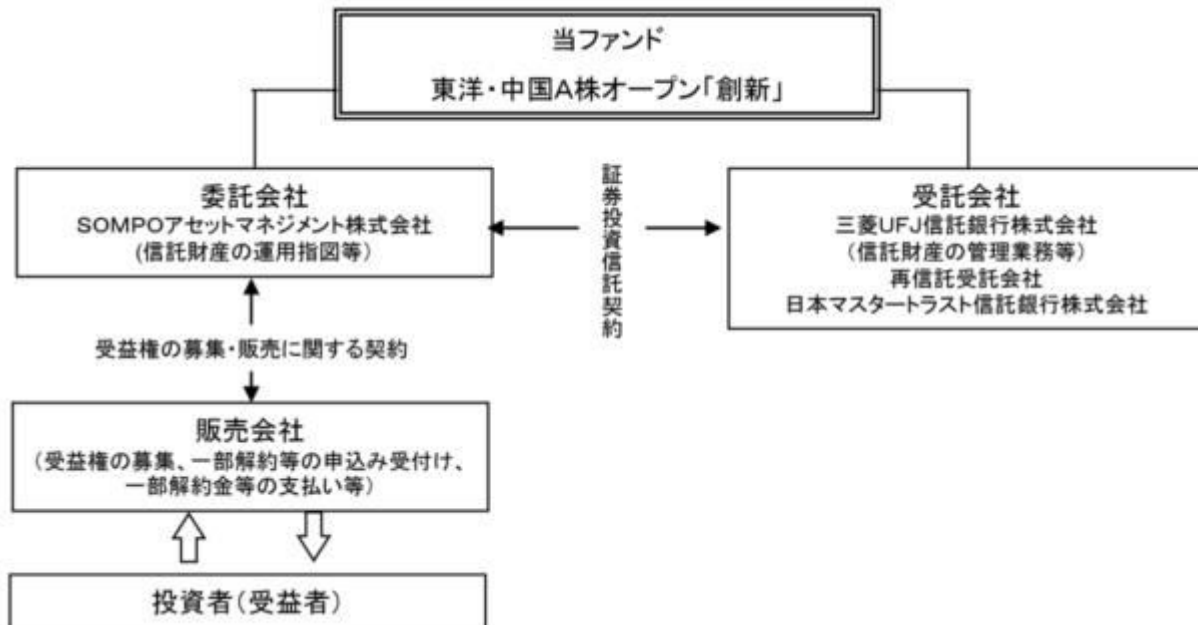 当ファンド
東洋・中国A株オープン「創新」
委託会社
SOMPOアセットマネジメント株式会社
(信託財産の運用指図等)
証券投資信託契約
受託会社
三菱UFJ信託銀行株式会社
(信託財産の管理業務等)
再信託受託会社
日本マスタートラスト信託銀行株式会社
受益権の募集・販売に関する契約
販売会社
(受益権の募集、一部解約等の申込み受付け、
一部解約金等の支払い等)
投資者(受益者)